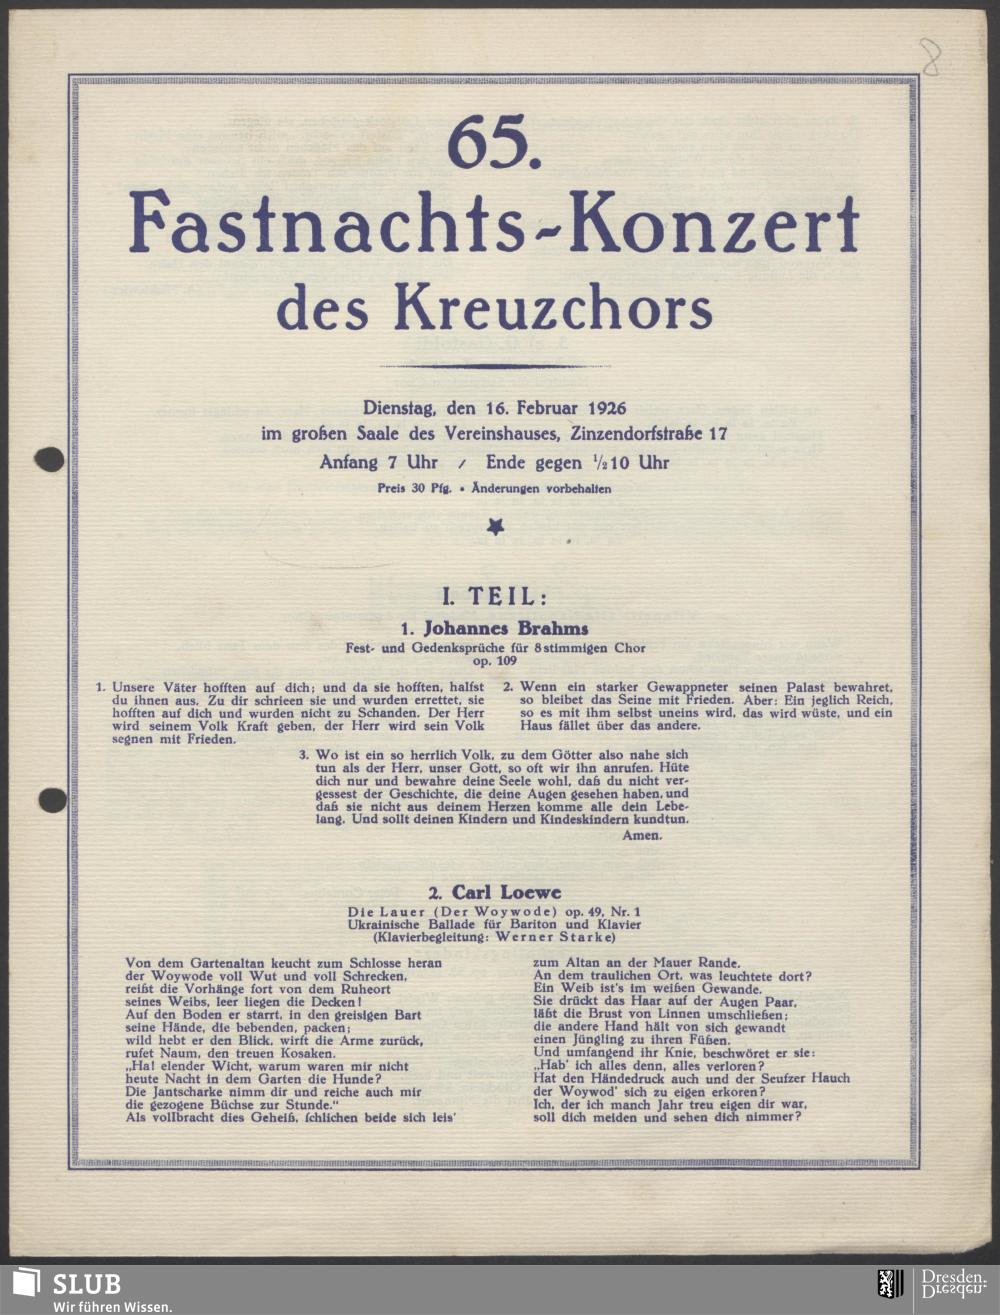 8
65.
Fastnachts-Konzert
des Kreuzchors
Dienstag, den 16. Februar 1926
im großen Saale des Vereinshauses, Zinzendorfstraße 17
Anfang 7 Uhr / Ende gegen ½10 Uhr
Preis 30 Pfg. • Änderungen vorbehalten
I. TEIL:
1. Johannes Brahms
Fest- und Gedenksprüche für 8stimmigen Chor
op. 109
1. Unsere Väter hofften auf dich; und da sie hofften, halfst
du ihnen aus. Zu dir schrieen sie und wurden errettet, sie
hofften auf dich und wurden nicht zu Schanden. Der Herr
wird seinem Volk Kraft geben, der Herr wird sein Volk
segnen mit Frieden.
2. Wenn ein starker Gewappneter seinen Palast bewahret,
so bleibet das Seine mit Frieden. Aber: Ein jeglich Reich,
so es mit ihm selbst uneins wird, das wird wüste, und ein
Haus fället über das andere.
3. Wo ist ein so herrlich Volk, zu dem Götter also nahe sich
tun als der Herr, unser Gott, so oft wir ihn anrufen. Hüte
dich nur und bewahre deine Seele wohl, daß du nicht ver-
gessest der Geschichte, die deine Augen gesehen haben, und
daß sie nicht aus deinem Herzen komme alle dein Lebe-
lang. Und sollt deinen Kindern und Kindeskindern kundtun.
Amen.
2. Carl Loewe
Die Lauer (Der Woywode) op. 49, Nr. 1
Ukrainische Ballade für Bariton und Klavier
(Klavierbegleitung: Werner Starke)
Von dem Gartenaltan keucht zum Schlosse heran
der Woywode voll Wut und voll Schrecken,
reißt die Vorhänge fort von dem Ruheort
seines Weibs, leer liegen die Decken!
Auf den Boden er starrt, in den greisigen Bart
seine Hände, die bebenden, packen;
wild hebt er den Blick, wirft die Arme zurück,
rufet Naum, den treuen Kosaken.
„Ha! elender Wicht, warum waren mir nicht
heute Nacht in dem Garten die Hunde?
Die Jantscharke nimm dir und reiche auch mir
die gezogene Büchse zur Stunde.“
Als vollbracht dies Geheiß, ſchlichen beide sich leis'
zum Altan an der Mauer Rande.
An dem traulichen Ort, was leuchtete dort?
Ein Weib ist's im weißen Gewande.
Sie drückt das Haar auf der Augen Paar,
läßt die Brust von Linnen umschließen;
die andere Hand hält von sich gewandt
einen Jüngling zu ihren Füßen.
Und umfangend ihr Knie, beschwöret er sie:
„Hab' ich alles denn, alles verloren?
Hat den Händedruck auch und der Seufzer Hauch
der Woywod' sich zu eigen erkoren?
Ich, der ich manch Jahr treu eigen dir war,
soll dich meiden und sehen dich nimmer?
SLUB
Wir führen Wissen.
Dresden.
Dresden.